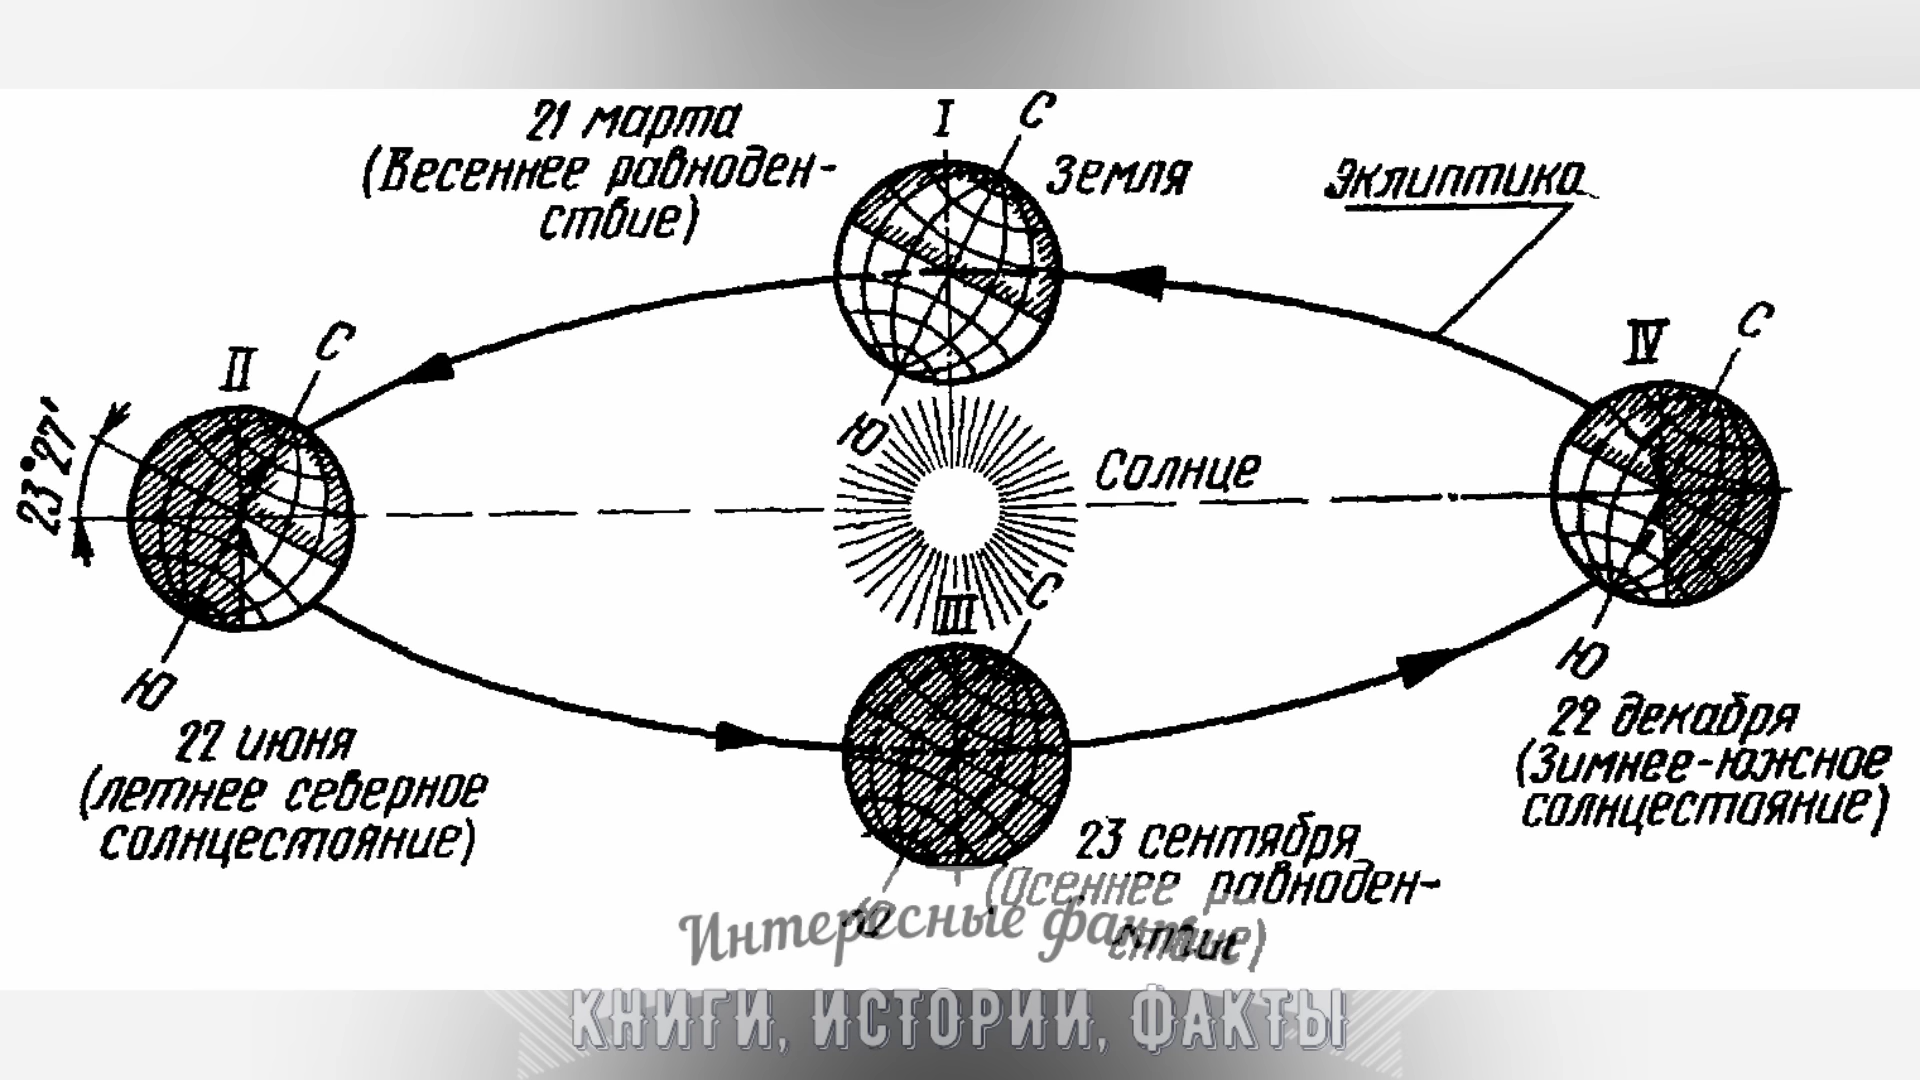 21 марта
(Весеннее равноден-
ствие)
I
С
Земля
Эклиптика
Ю
II
С
23°27'
Ю
22 июня
(летнее северное
солнцестояние)
Солнце
IV
С
Ю
22 декабря
(Зимнее-южное
солнцестояние)
III
С
Ю
23 сентября
(Осеннее равноден-
ствие)
Интересные факты
КНИГИ, ИСТОРИИ, ФАКТЫ